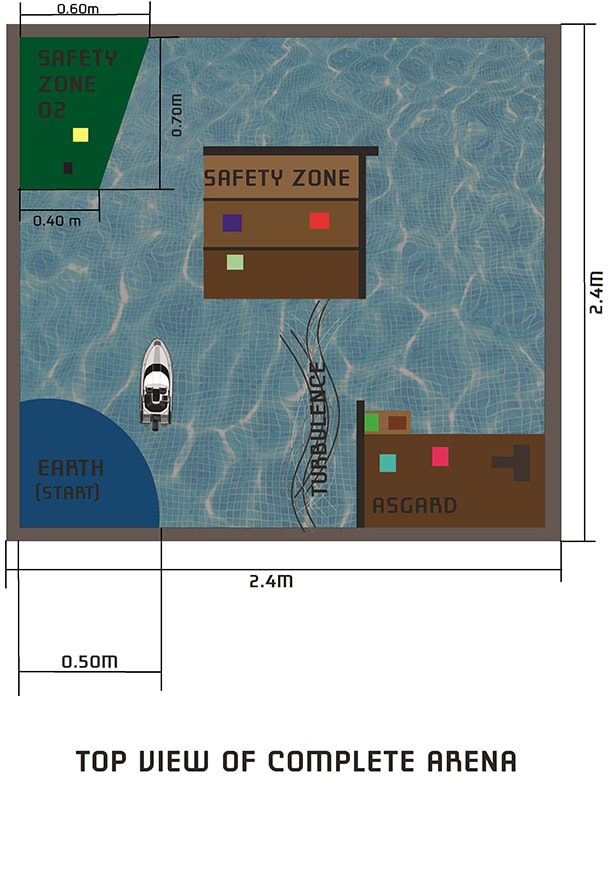 0.60m
SAFETY
ZONE
02
0.70m
0.40 m
SAFETY ZONE
2.4m
TURBULENCE
EARTH
(START)
ASGARD
2.4m
0.50m
TOP VIEW OF COMPLETE ARENA